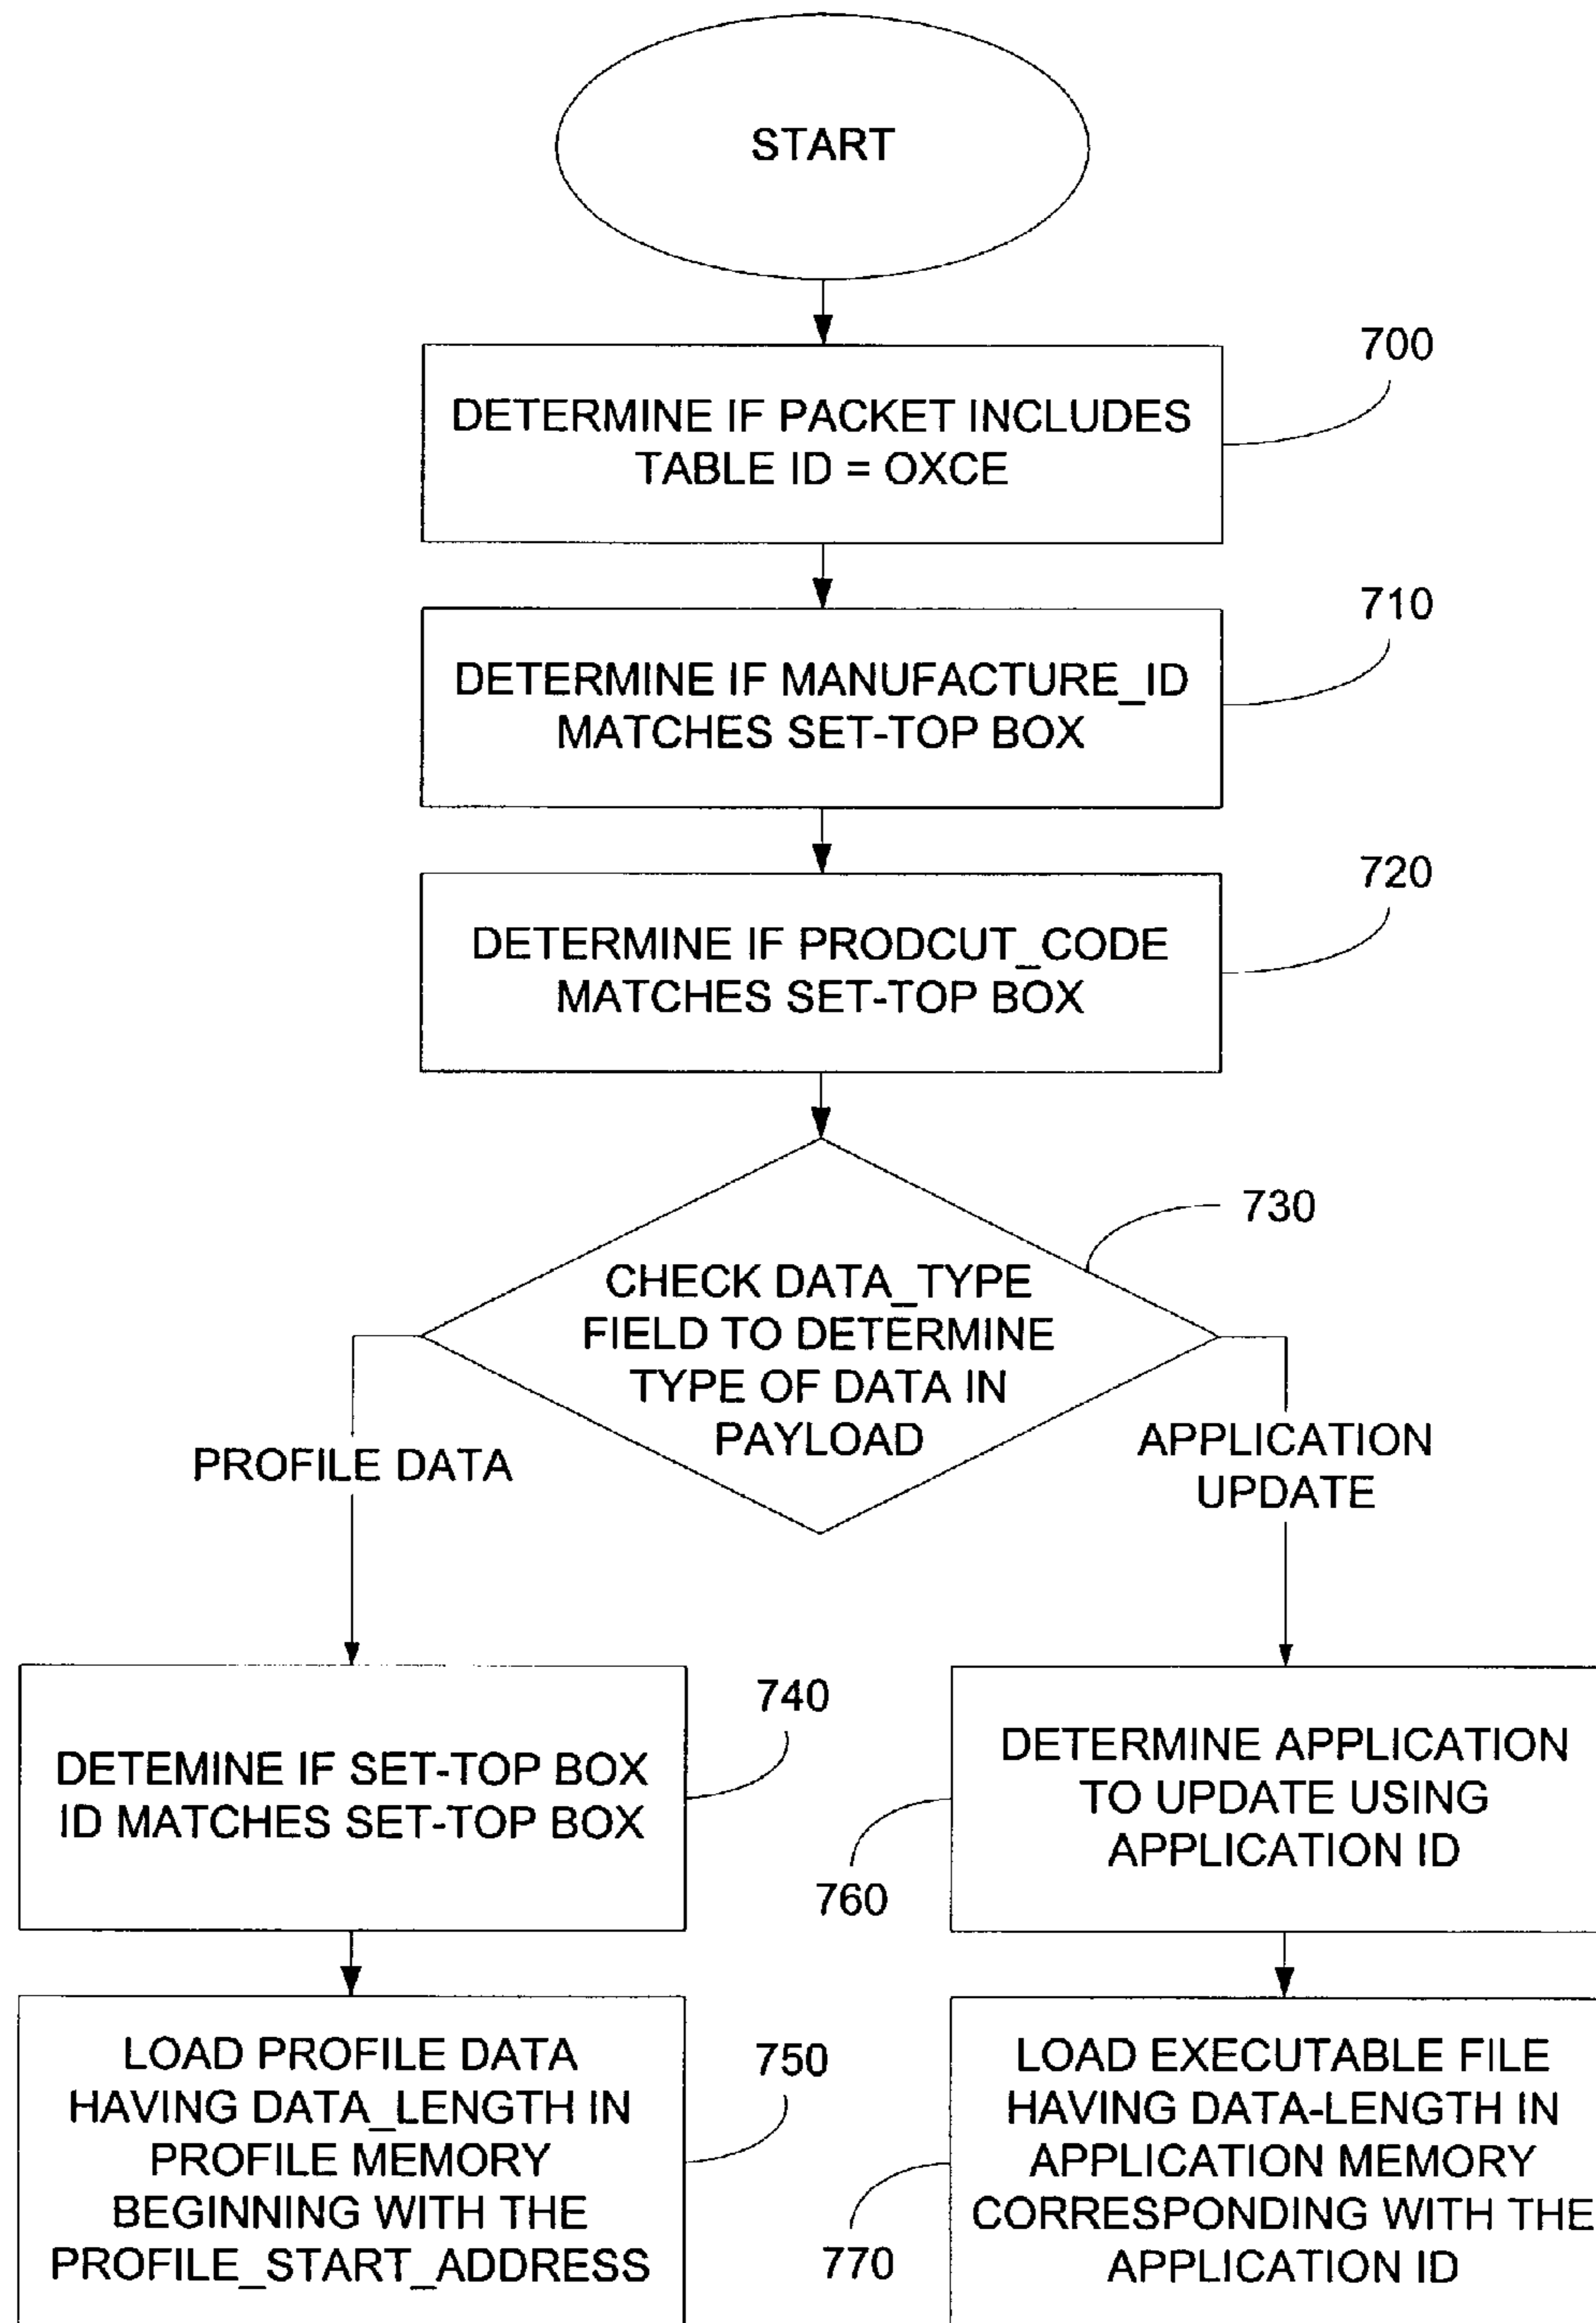 START
700
DETERMINE IF PACKET INCLUDES
TABLE ID = OXCE
710
DETERMINE IF MANUFACTURE_ID
MATCHES SET-TOP BOX
720
DETERMINE IF PRODCUT_CODE
MATCHES SET-TOP BOX
730
CHECK DATA_TYPE
FIELD TO DETERMINE
TYPE OF DATA IN
PAYLOAD
PROFILE DATA
APPLICATION
UPDATE
740
DETEMINE IF SET-TOP BOX
ID MATCHES SET-TOP BOX
DETERMINE APPLICATION
TO UPDATE USING
APPLICATION ID
760
LOAD PROFILE DATA
HAVING DATA_LENGTH IN
PROFILE MEMORY
BEGINNING WITH THE
PROFILE_START_ADDRESS
750
LOAD EXECUTABLE FILE
HAVING DATA-LENGTH IN
APPLICATION MEMORY
CORRESPONDING WITH THE
APPLICATION ID
770